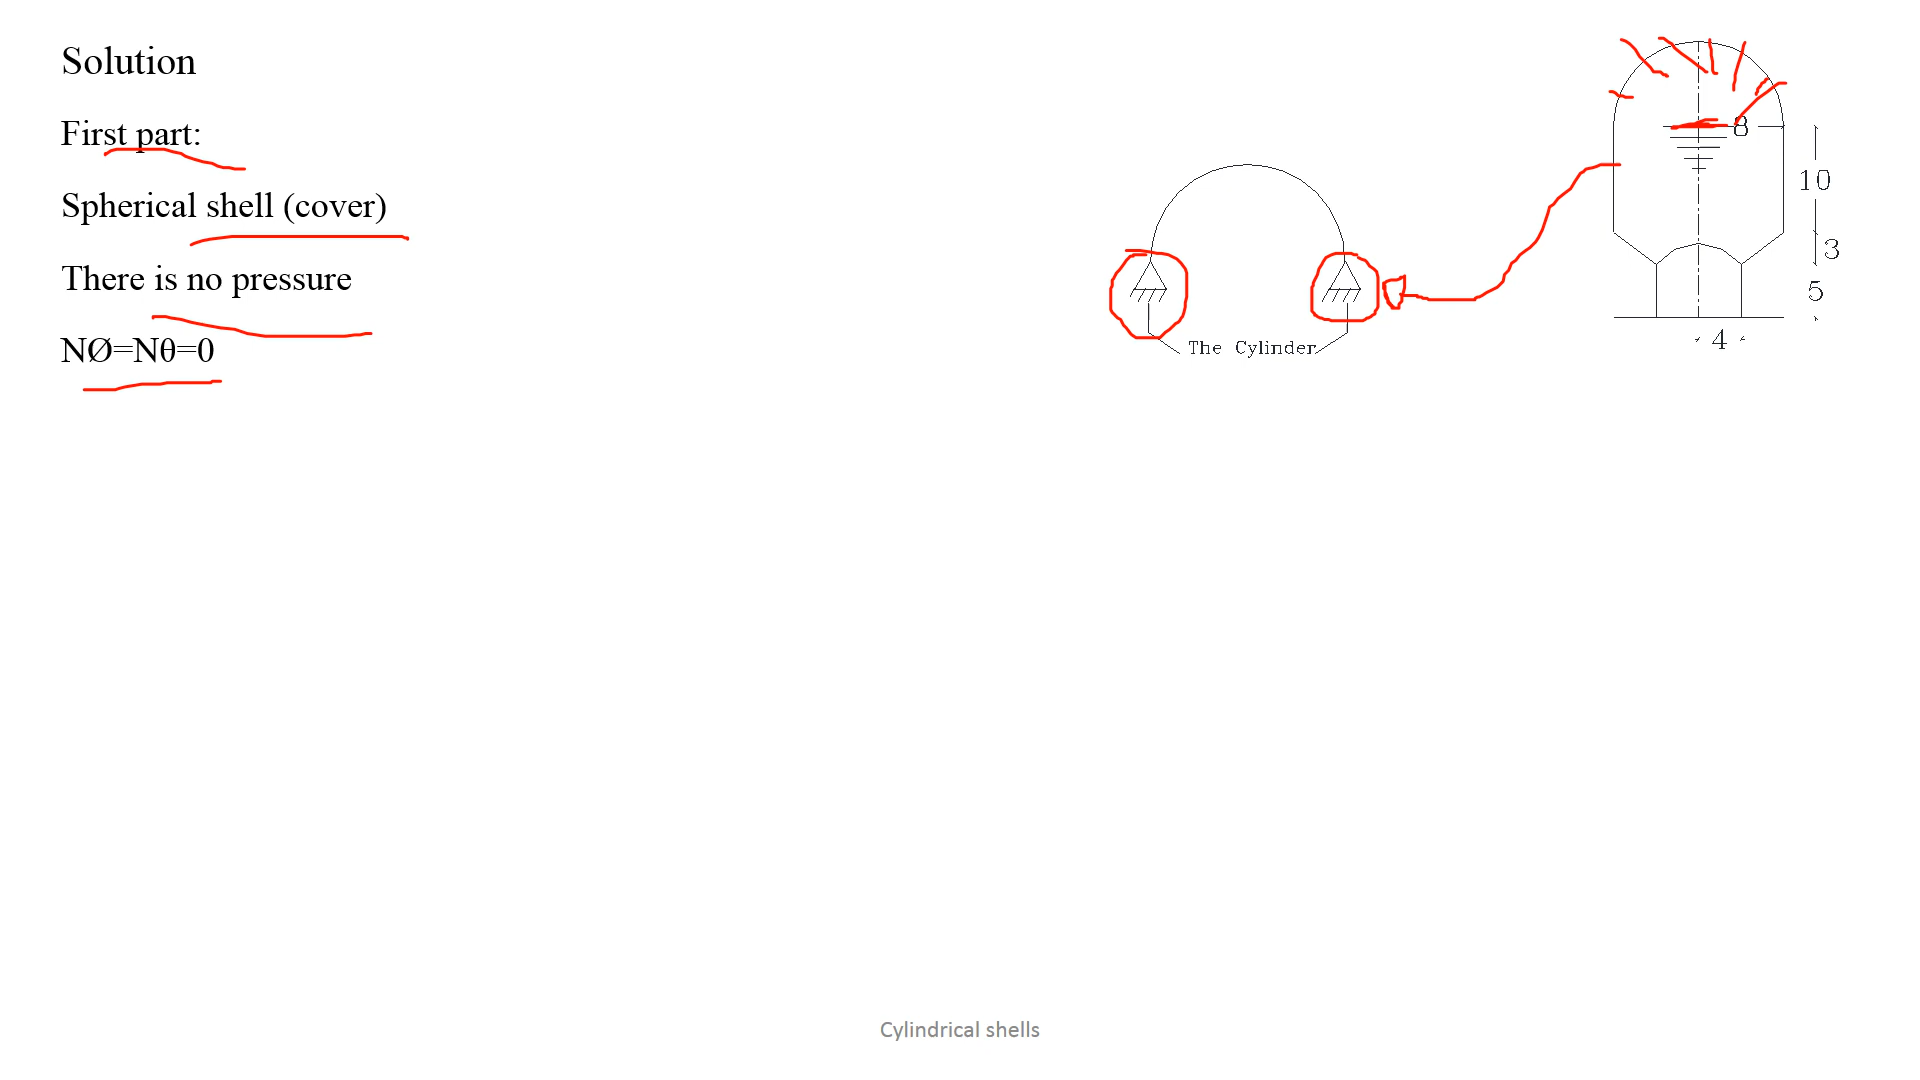 Solution
First part:
Spherical shell (cover)
There is no pressure
NØ=Nθ=0
8
10
3
5
4
The Cylinder
Cylindrical shells